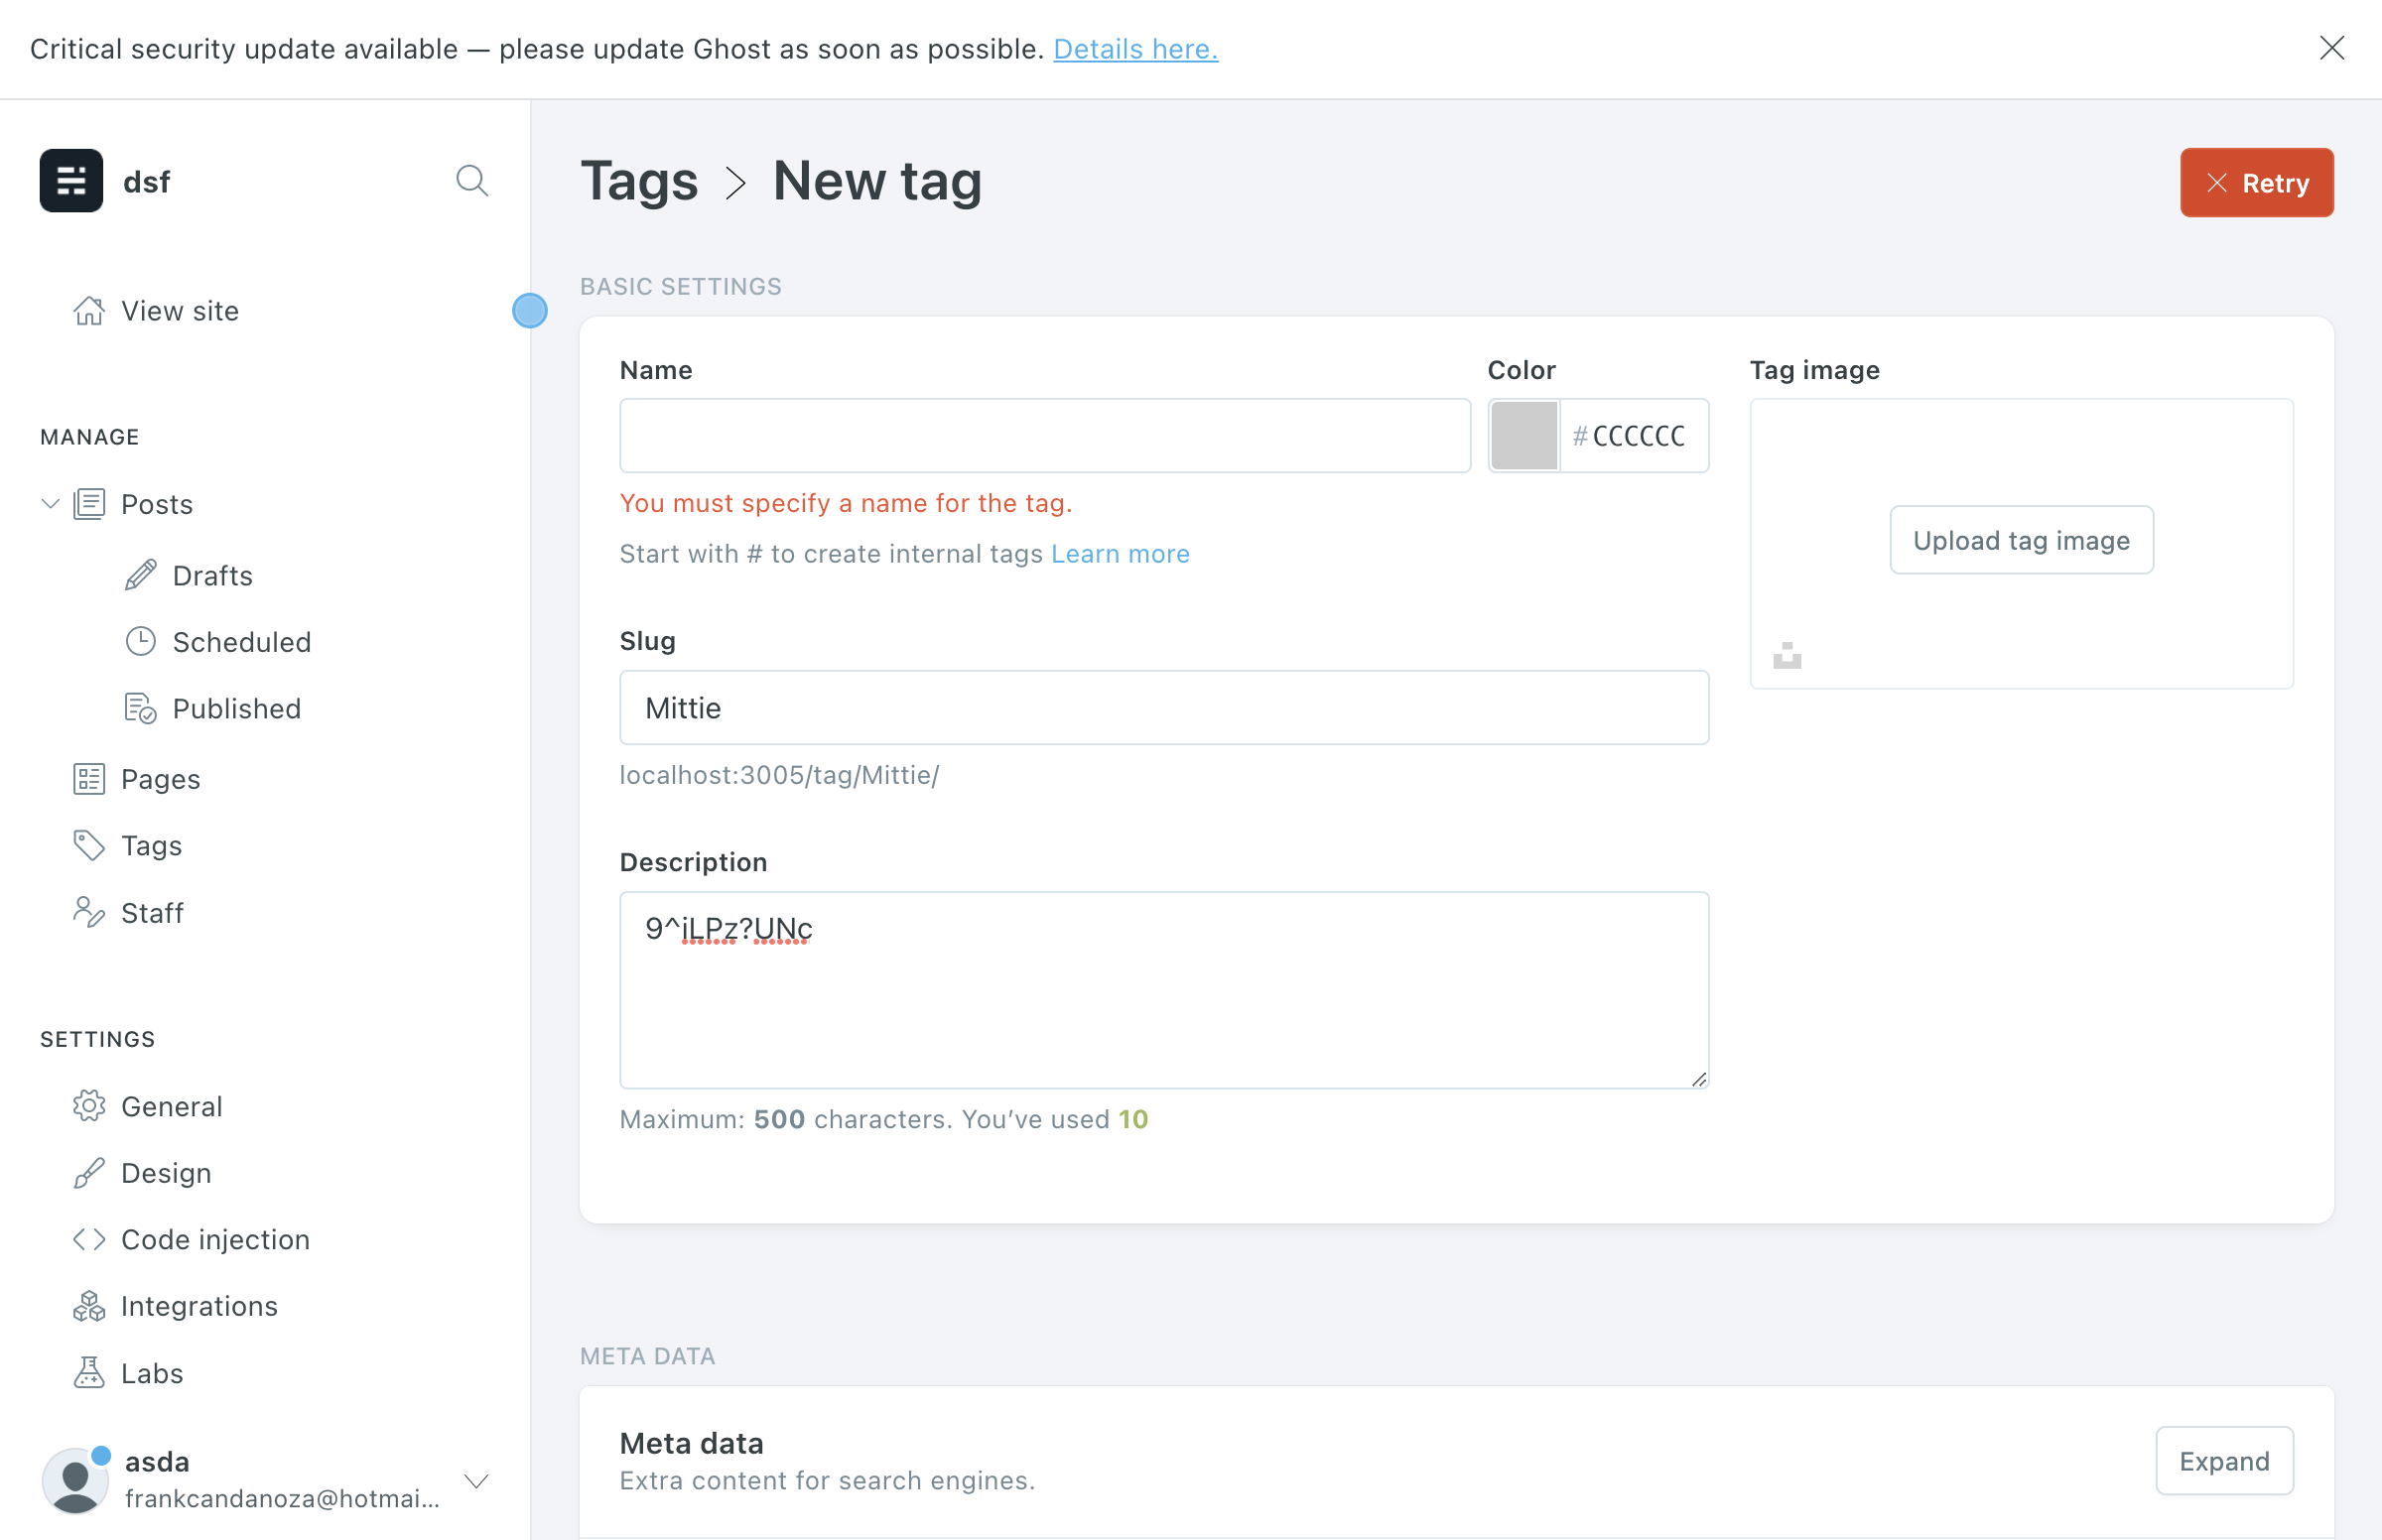 Critical security update available — please update Ghost as soon as possible. Details here.
dsf
View site
MANAGE
Posts
Drafts
Scheduled
Published
Pages
Tags
Staff
SETTINGS
General
Design
Code injection
Integrations
Labs
asda
frankcandanoza@hotmai...
Tags > New tag
Retry
BASIC SETTINGS
Name
You must specify a name for the tag.
Start with # to create internal tags Learn more
Color
# CCCCCC
Tag image
Upload tag image
Slug
Mittie
localhost:3005/tag/Mittie/
Description
9^iLPz?UNc
Maximum: 500 characters. You’ve used 10
META DATA
Meta data
Extra content for search engines.
Expand